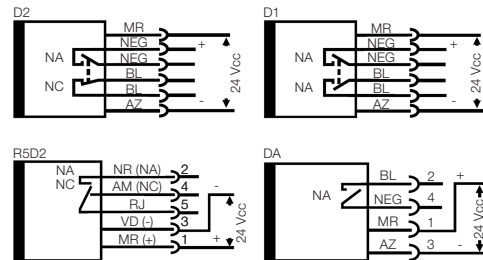 D2
MR
NEG +
NA NEG
BL
NC BL
AZ -
24 Vcc
D1
MR
NEG +
NA NEG
BL
NA BL
AZ -
24 Vcc
R5D2
NA NR (NA) 2
NC AM (NC) 4 -
RJ 5
VD (-) 3
MR (+) 1 +
24 Vcc
DA
BL 2 +
NA NEG 4
MR 1
AZ 3 -
24 Vcc